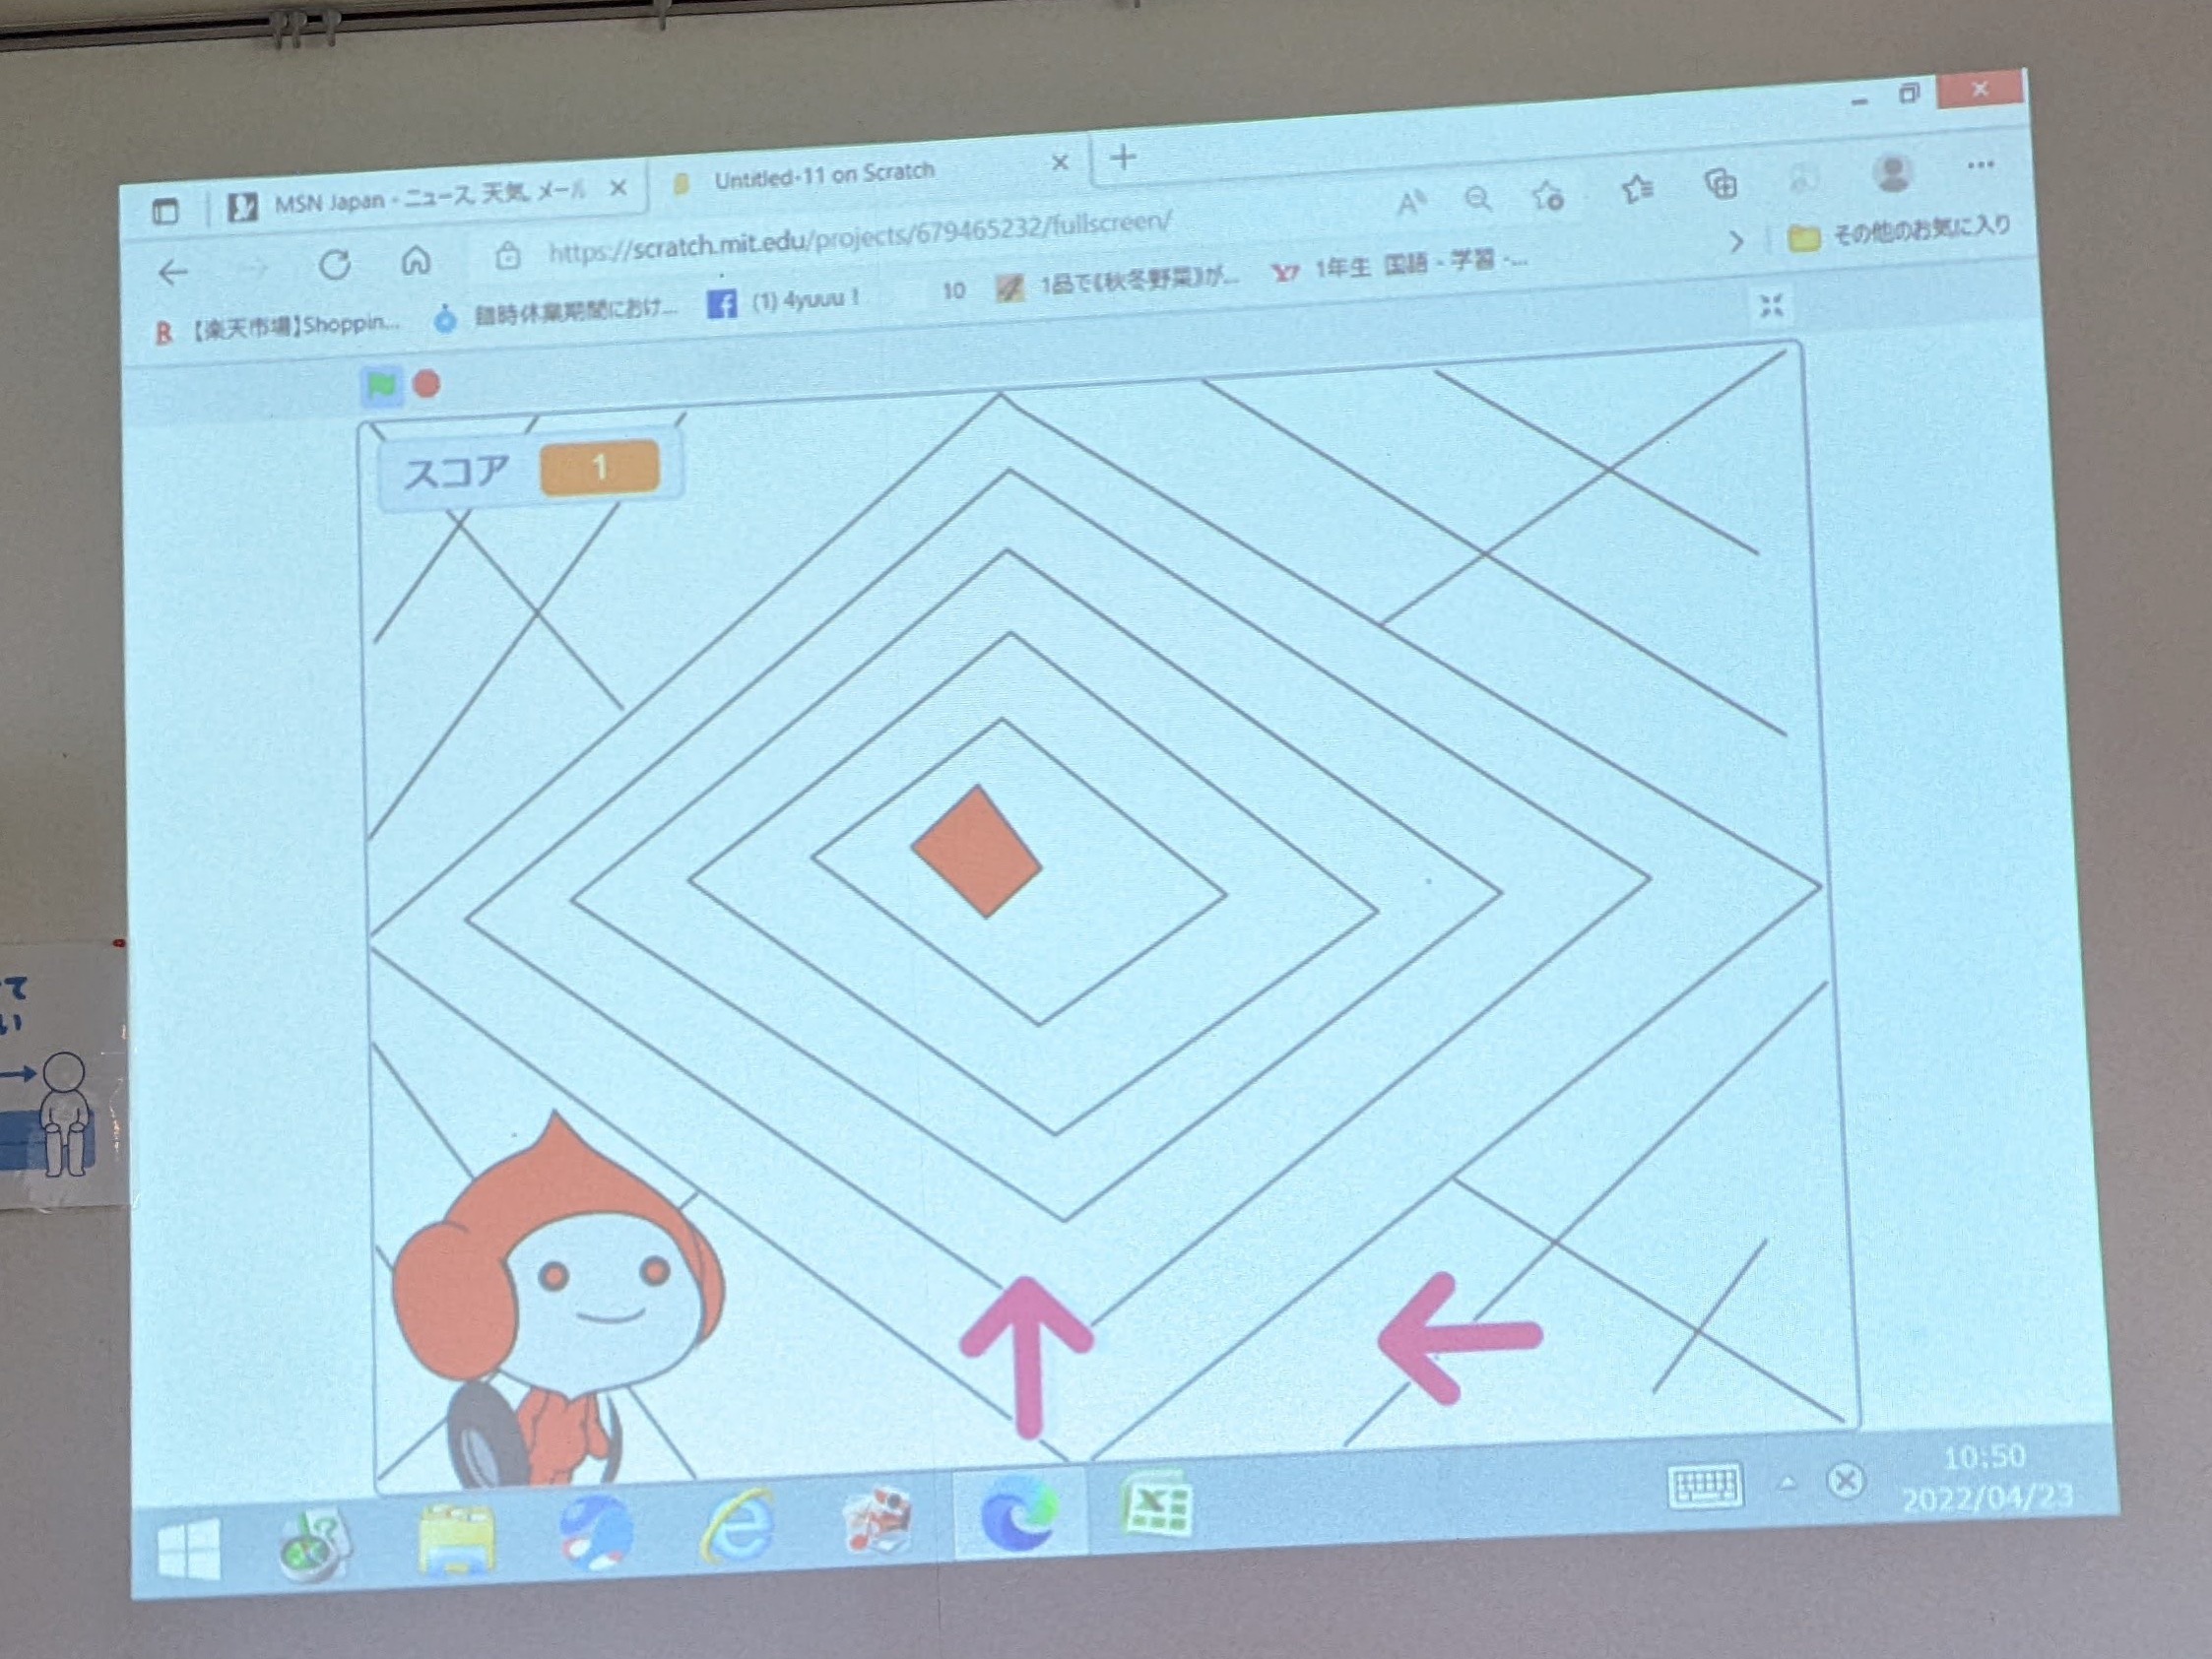 MSN Japan - ニュース, 天気, メール
Untitled-11 on Scratch
https://scratch.mit.edu/projects/679465232/fullscreen/
【楽天市場】Shoppin...
臨時休業期間におけ...
(1) 4yuuu !
10
1品で《秋冬野菜》が...
1年生 国語 - 学習 -...
その他のお気に入り
スコア 1
て
い
10:50
2022/04/23